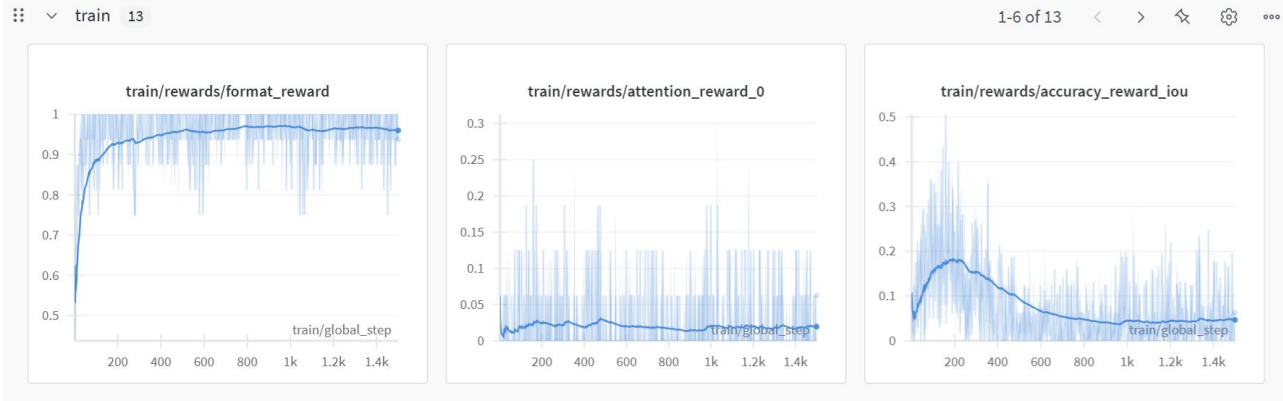 train 13
1-6 of 13
train/rewards/format_reward
1
0.9
0.8
0.7
0.6
0.5
train/global_step
200 400 600 800 1k 1.2k 1.4k
train/rewards/attention_reward_0
0.3
0.25
0.2
0.15
0.1
0.05
0
train/global_step
200 400 600 800 1k 1.2k 1.4k
train/rewards/accuracy_reward_iou
0.5
0.4
0.3
0.2
0.1
0
train/global_step
200 400 600 800 1k 1.2k 1.4k